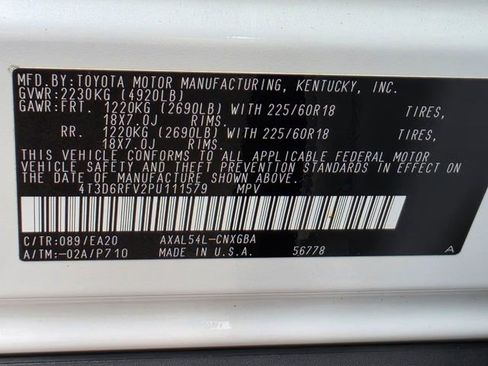 MFD.BY:TOYOTA MOTOR MANUFACTURING, KENTUCKY, INC.
GVWR:2230KG (4920LB)
GAWR:FRT. 1220KG (2690LB) WITH 225/60R18 TIRES,
18X7.0J RIMS.
RR. 1220KG (2690LB) WITH 225/60R18 TIRES,
18X7.0J RIMS.
THIS VEHICLE CONFORMS TO ALL APPLICABLE FEDERAL MOTOR
VEHICLE SAFETY STANDARDS IN EFFECT ON THE DATE OF
MANUFACTURE SHOWN ABOVE.
4T3D6RFV2PU111579 MPV
C/TR:089/EA20 AXAL54L-CNXGBA
A/TM:-02A/P710 MADE IN U.S.A. 56778 A